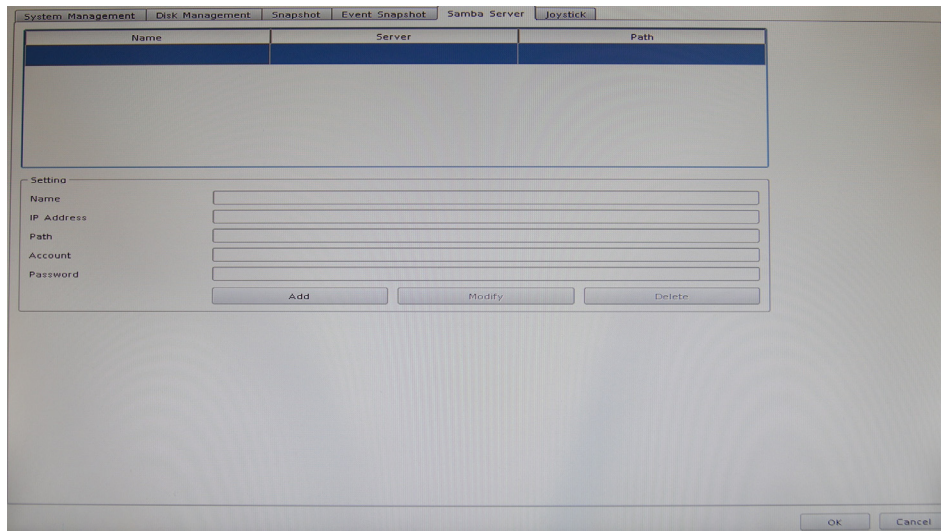 System Management Disk Management Snapshot Event Snapshot Samba Server Joystick
Name Server Path
Setting
Name
IP Address
Path
Account
Password
Add Modify Delete
OK Cancel